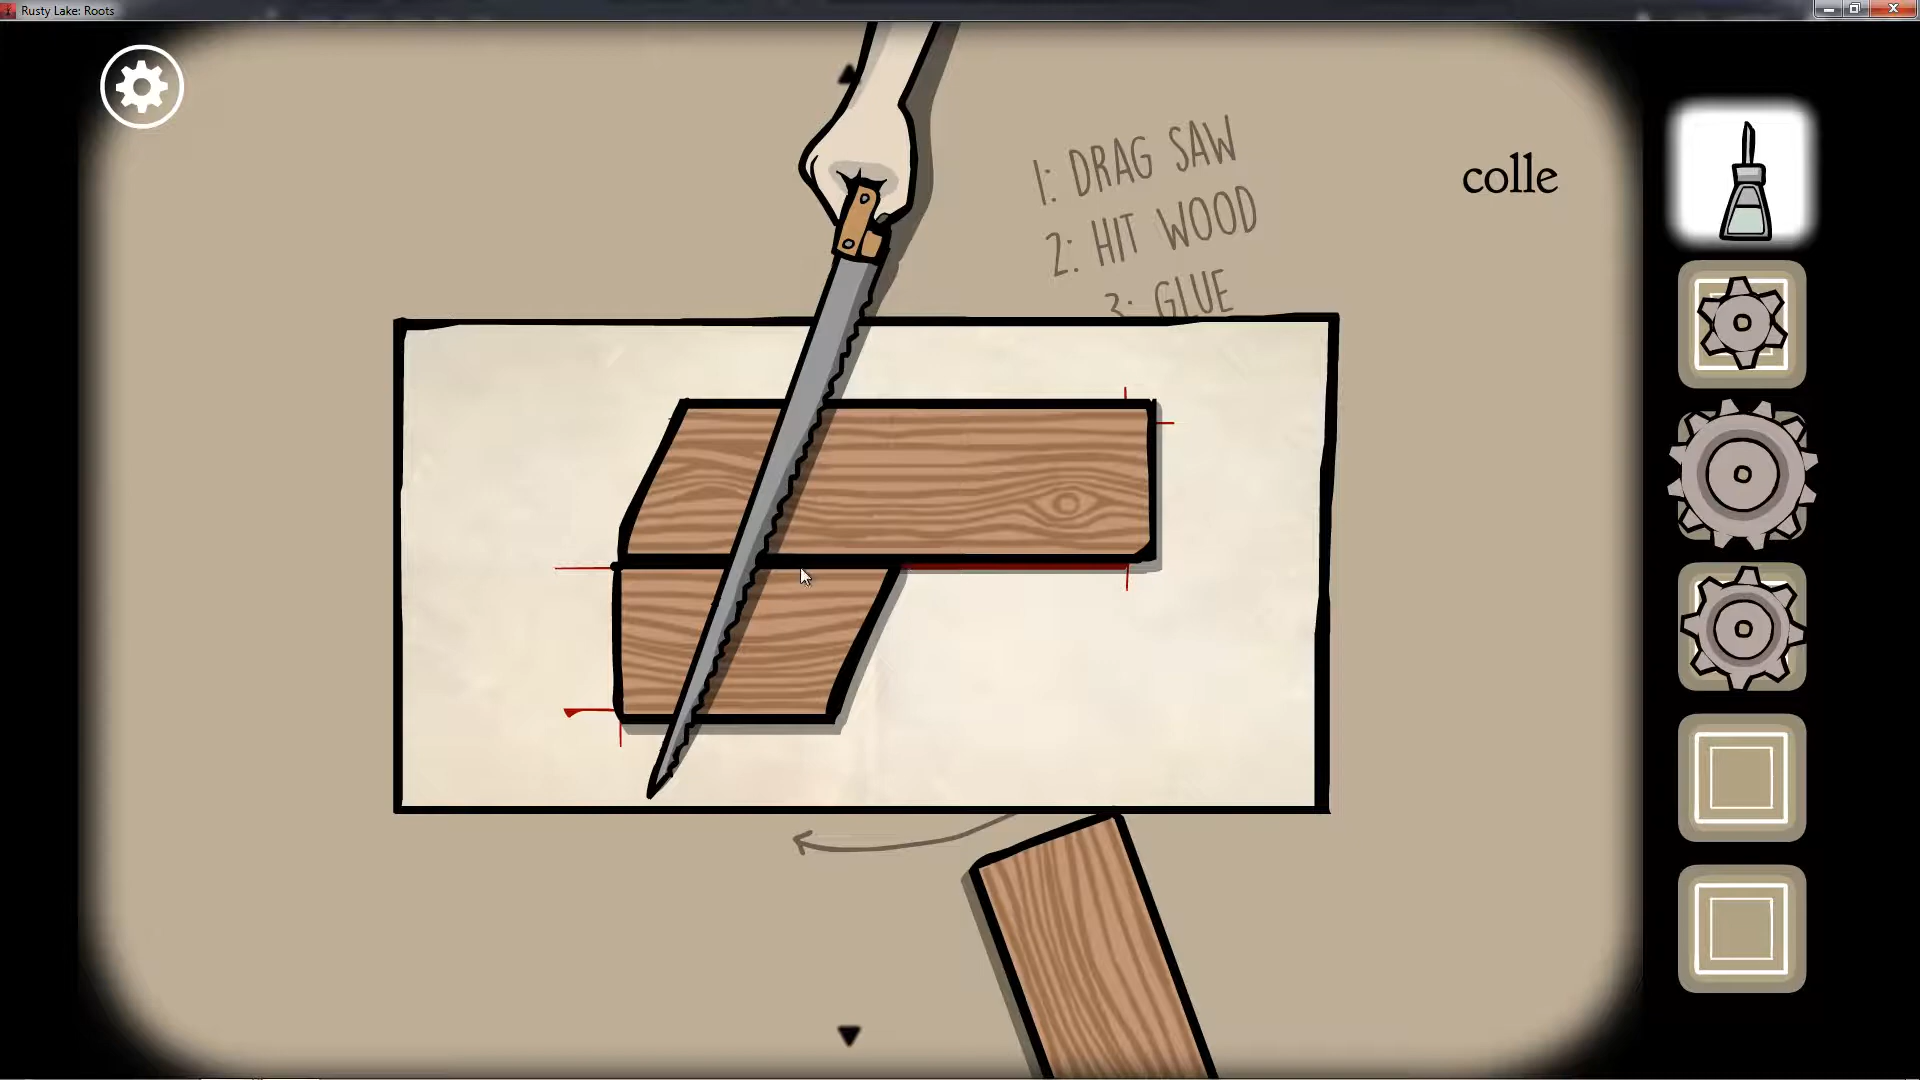 Rusty Lake: Roots
1: DRAG SAW
2: HIT WOOD
3: GLUE
colle